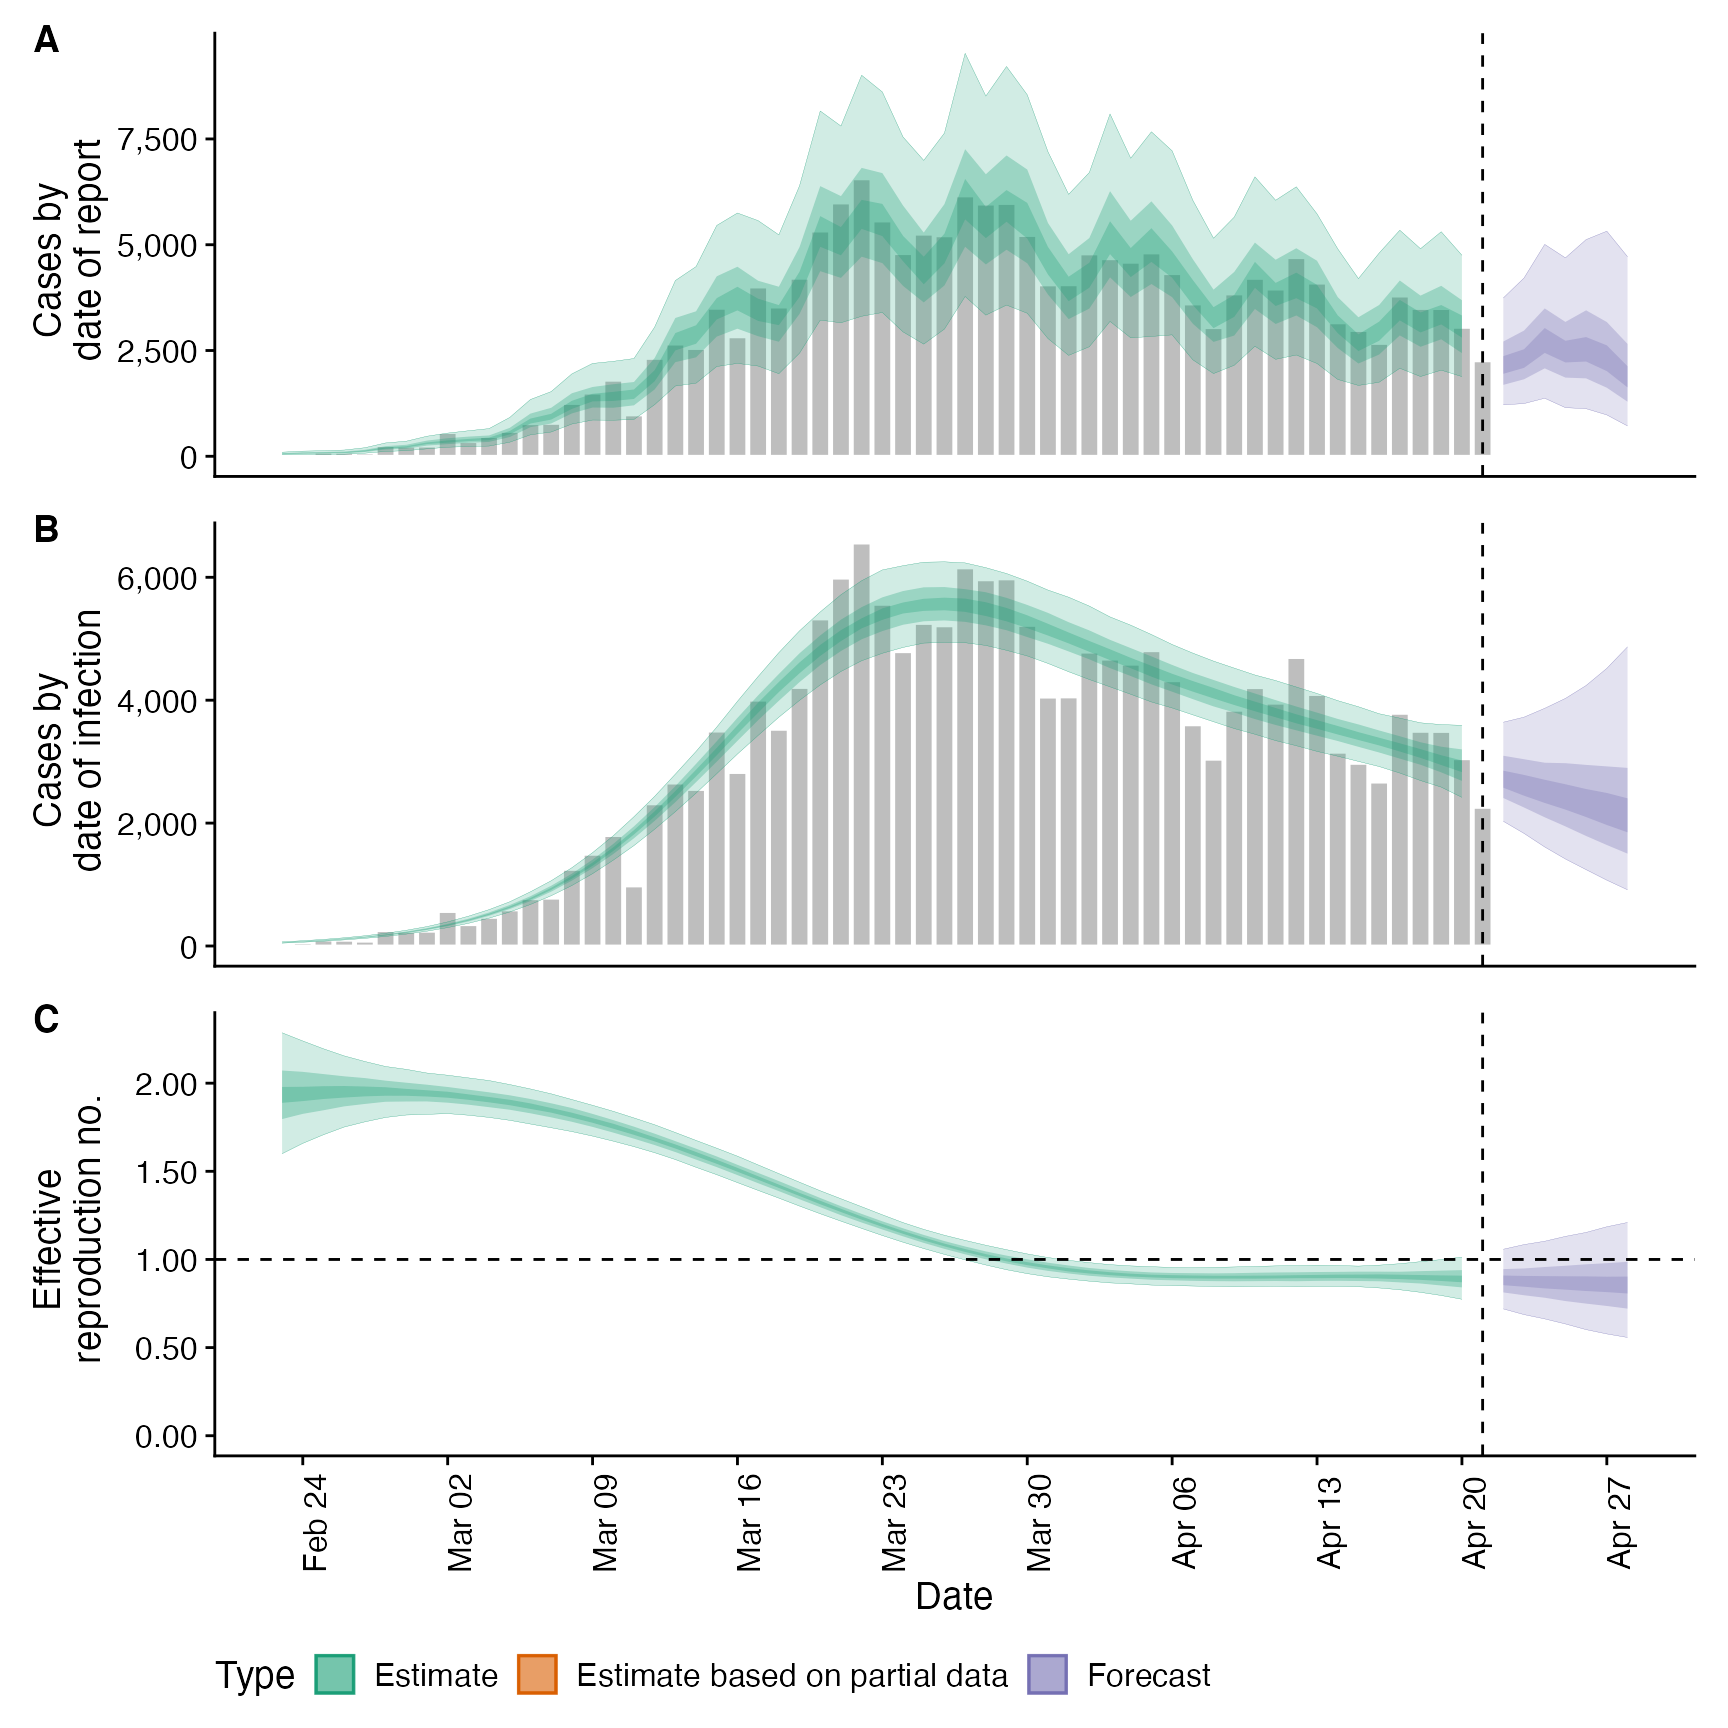 A
Cases by
date of report
7,500
5,000
2,500
0
B
Cases by
date of infection
6,000
4,000
2,000
0
C
Effective
reproduction no.
2.00
1.50
1.00
0.50
0.00
Feb 24
Mar 02
Mar 09
Mar 16
Mar 23
Mar 30
Apr 06
Apr 13
Apr 20
Apr 27
Date
Type Estimate Estimate based on partial data Forecast